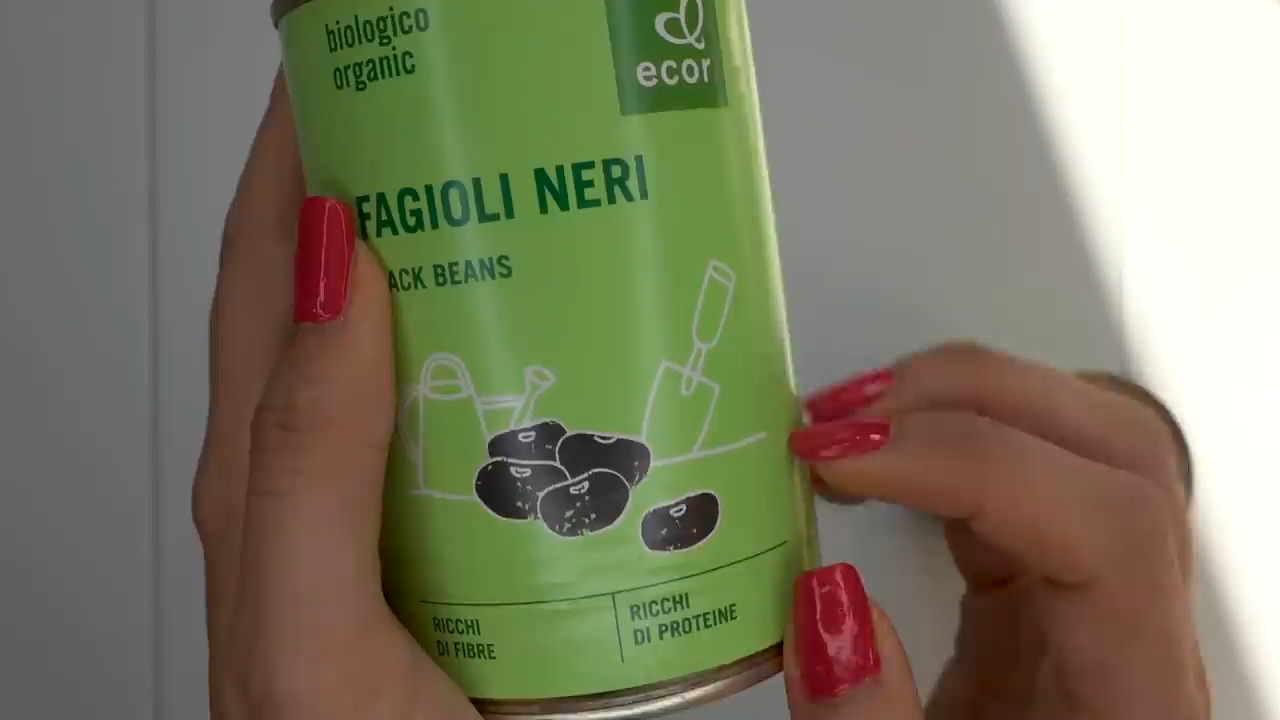 biologico
organic
ecor
FAGIOLI NERI
ACK BEANS
RICCHI
DI FIBRE
RICCHI
DI PROTEINE